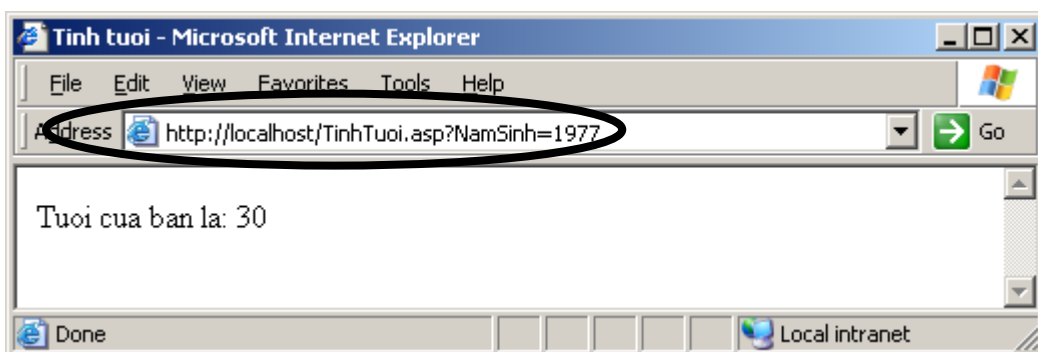 Tinh tuoi - Microsoft Internet Explorer
File Edit View Favorites Tools Help
Address http://localhost/TinhTuoi.asp?NamSinh=1977 Go
Tuoi cua ban la: 30
Done Local intranet